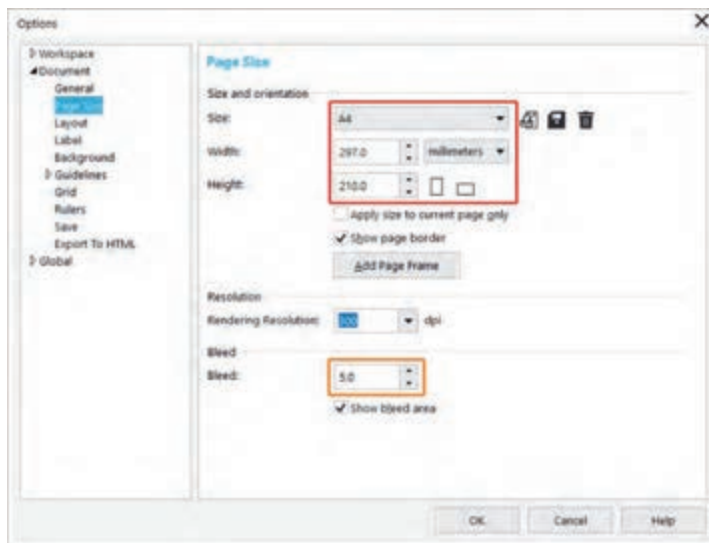 Options
Workspace
Document
General
Page Size
Layout
Label
Background
Guidelines
Grid
Rulers
Save
Export To HTML
Global
Page Size
Size and orientation
Size: A4
Width: 297.0 millimeters
Height: 210.0
Apply size to current page only
Show page border
Add Page Frame
Resolution
Rendering Resolution: 300 dpi
Bleed
Bleed: 5.0
Show bleed area
OK Cancel Help